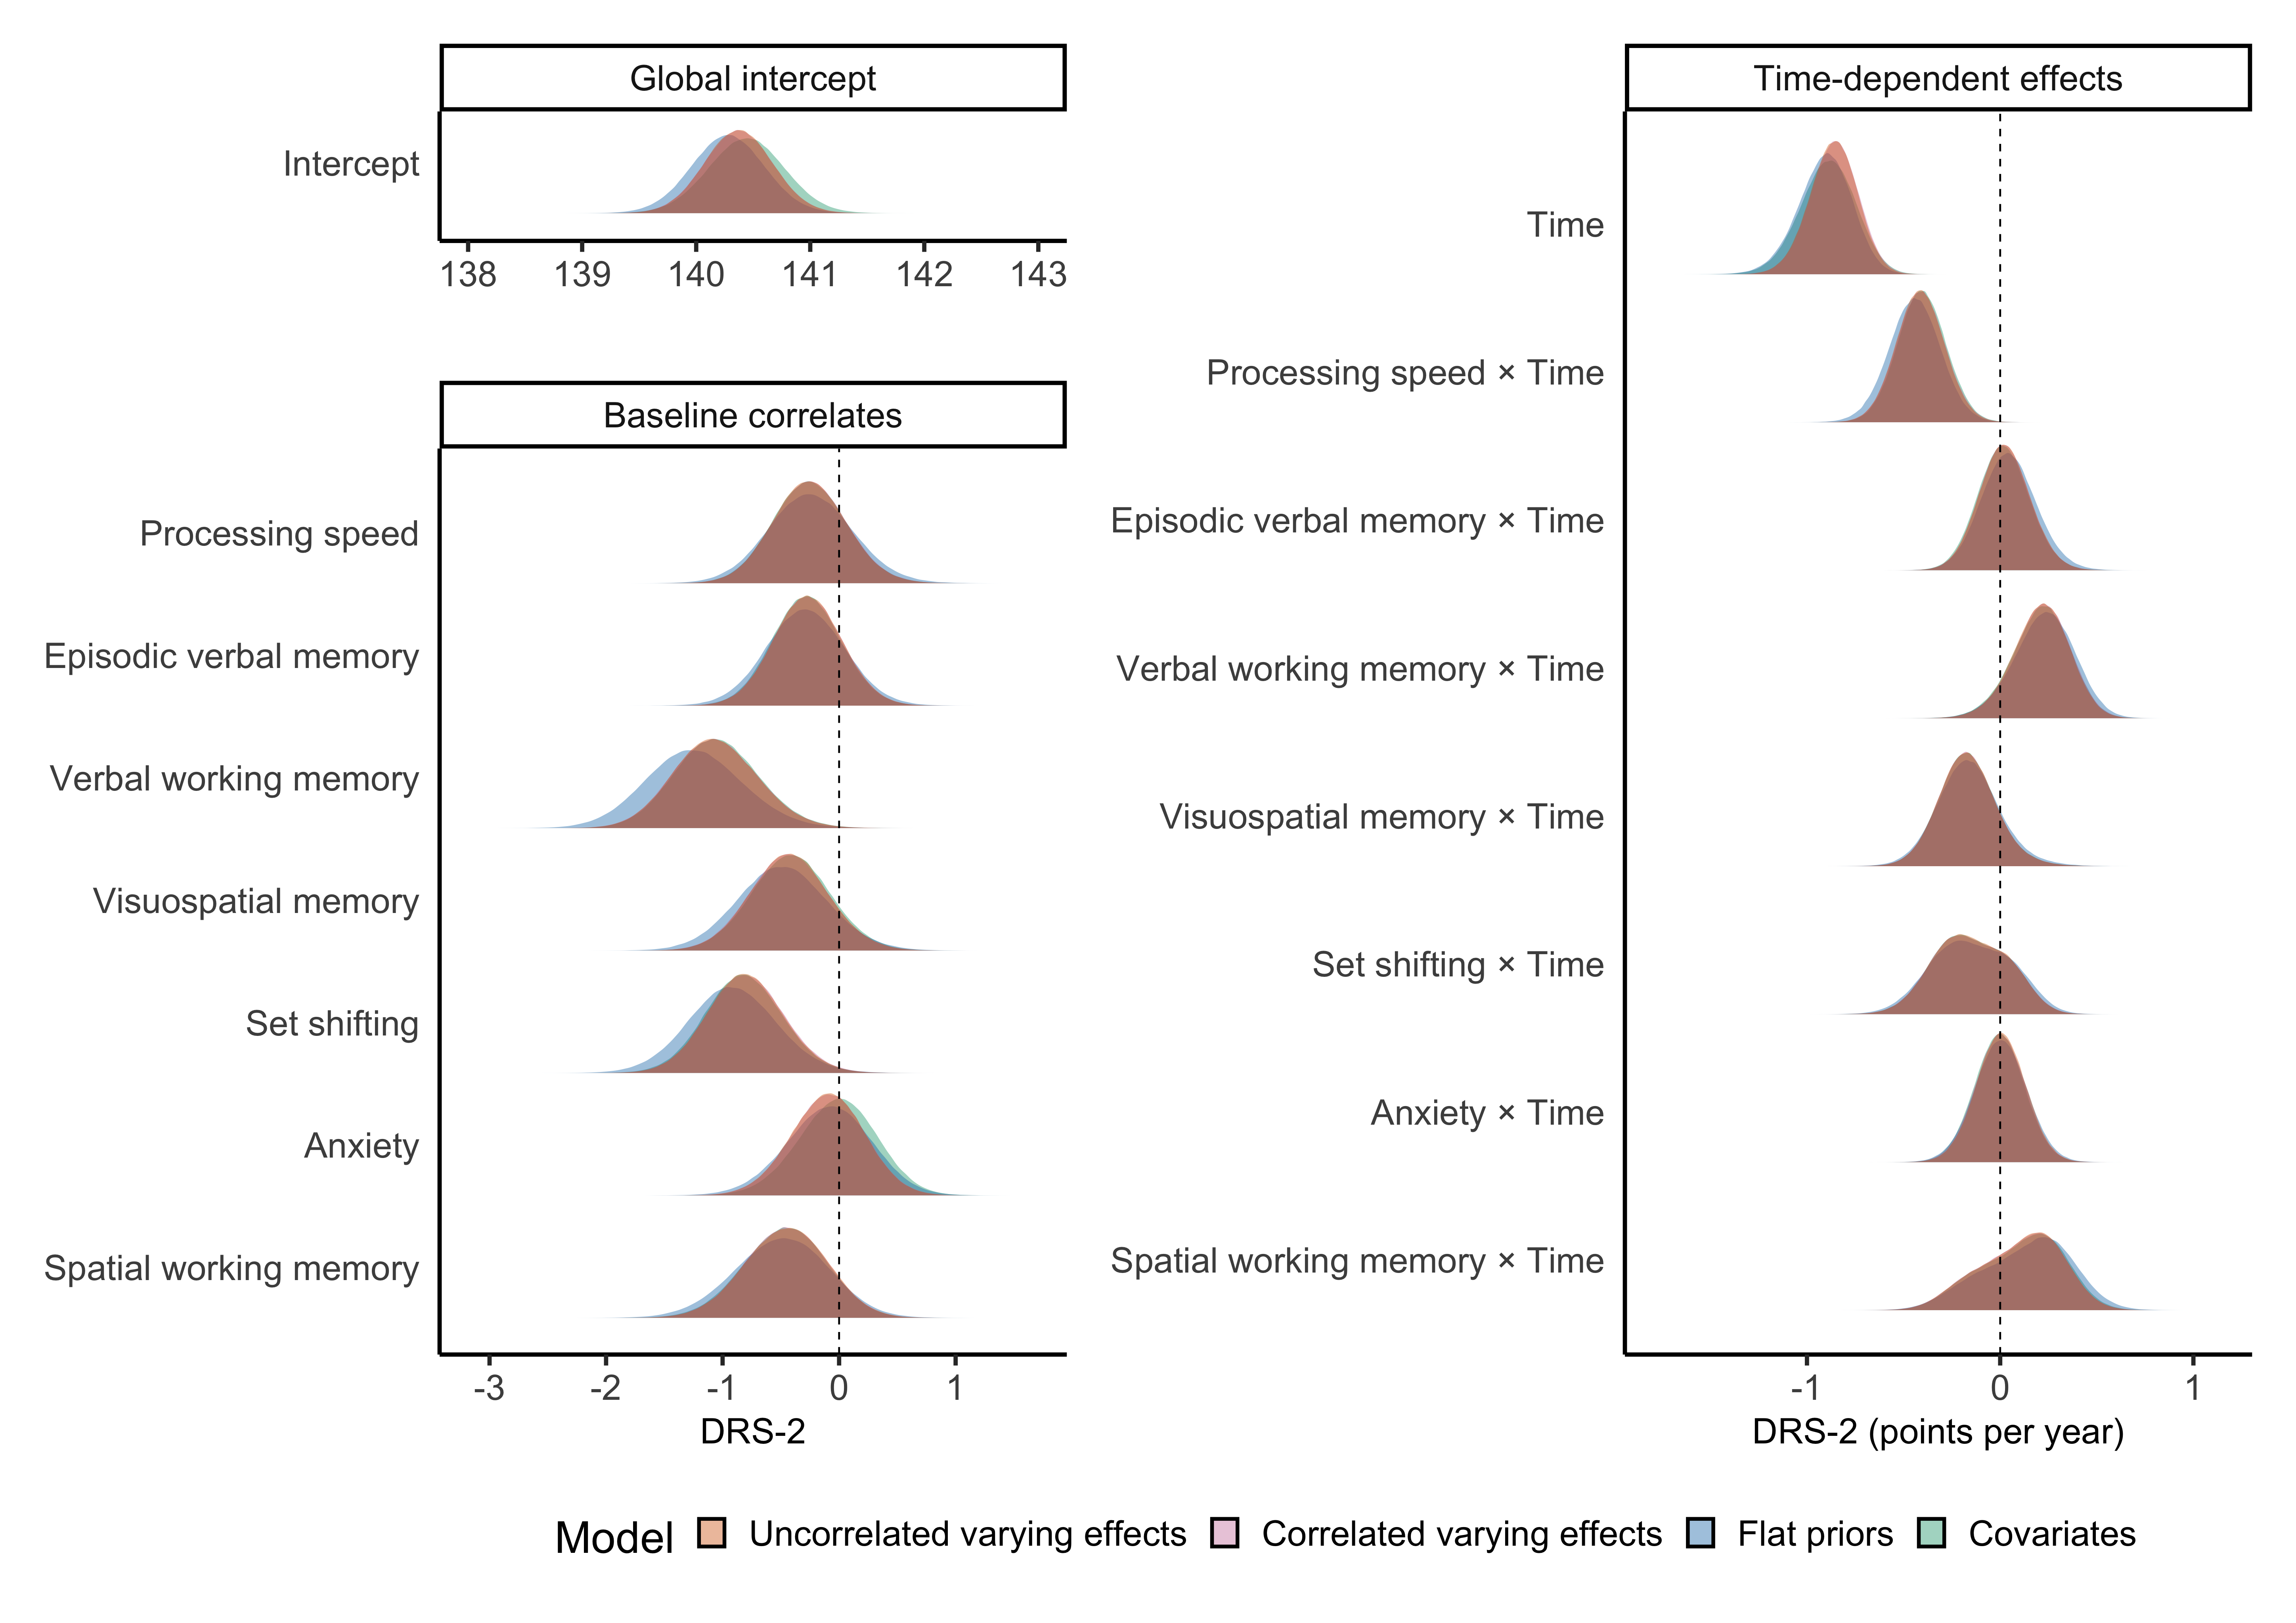 Global intercept
Intercept
138 139 140 141 142 143
Baseline correlates
Processing speed
Episodic verbal memory
Verbal working memory
Visuospatial memory
Set shifting
Anxiety
Spatial working memory
-3 -2 -1 0 1
DRS-2
Time-dependent effects
Time
Processing speed × Time
Episodic verbal memory × Time
Verbal working memory × Time
Visuospatial memory × Time
Set shifting × Time
Anxiety × Time
Spatial working memory × Time
-1 0 1
DRS-2 (points per year)
Model Uncorrelated varying effects Correlated varying effects Flat priors Covariates